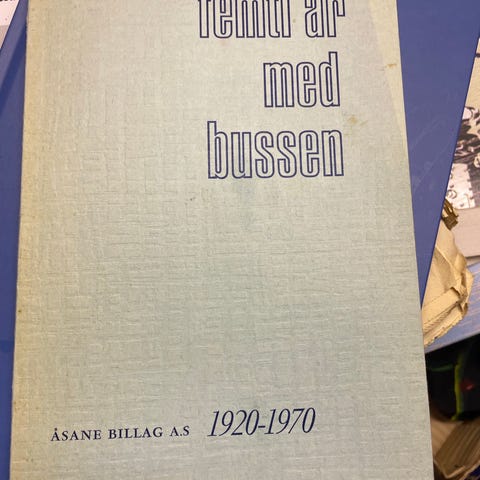 femti år
med
bussen
ÅSANE BILLAG A.S 1920-1970